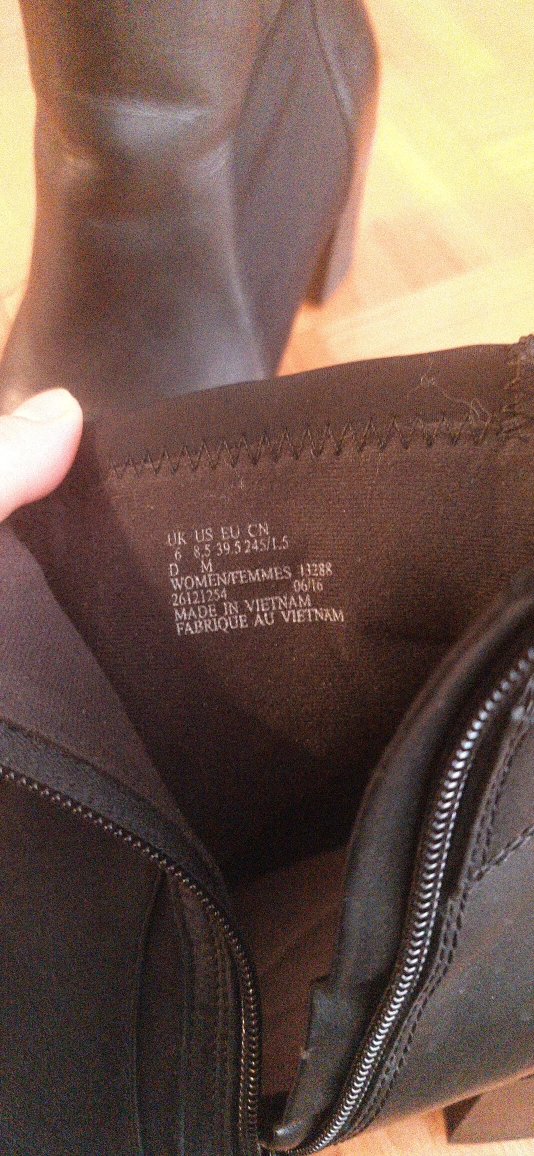 UK US EU CN
6 8.5 39.5 245/1.5
D M
WOMEN/FEMMES 13288
26121254 06/16
MADE IN VIETNAM
FABRIQUE AU VIETNAM